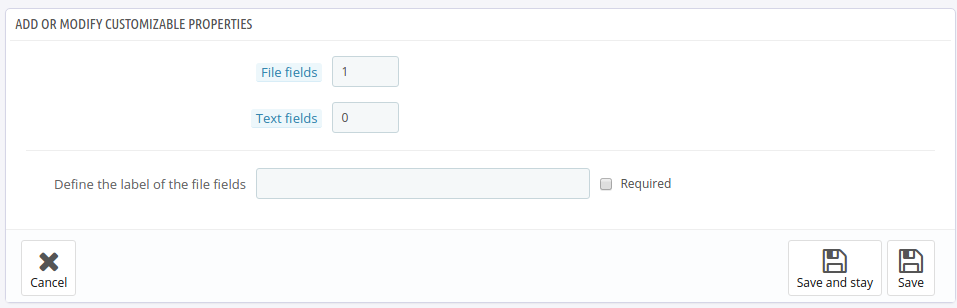 ADD OR MODIFY CUSTOMIZABLE PROPERTIES
File fields 1
Text fields 0
Define the label of the file fields Required
Cancel Save and stay Save